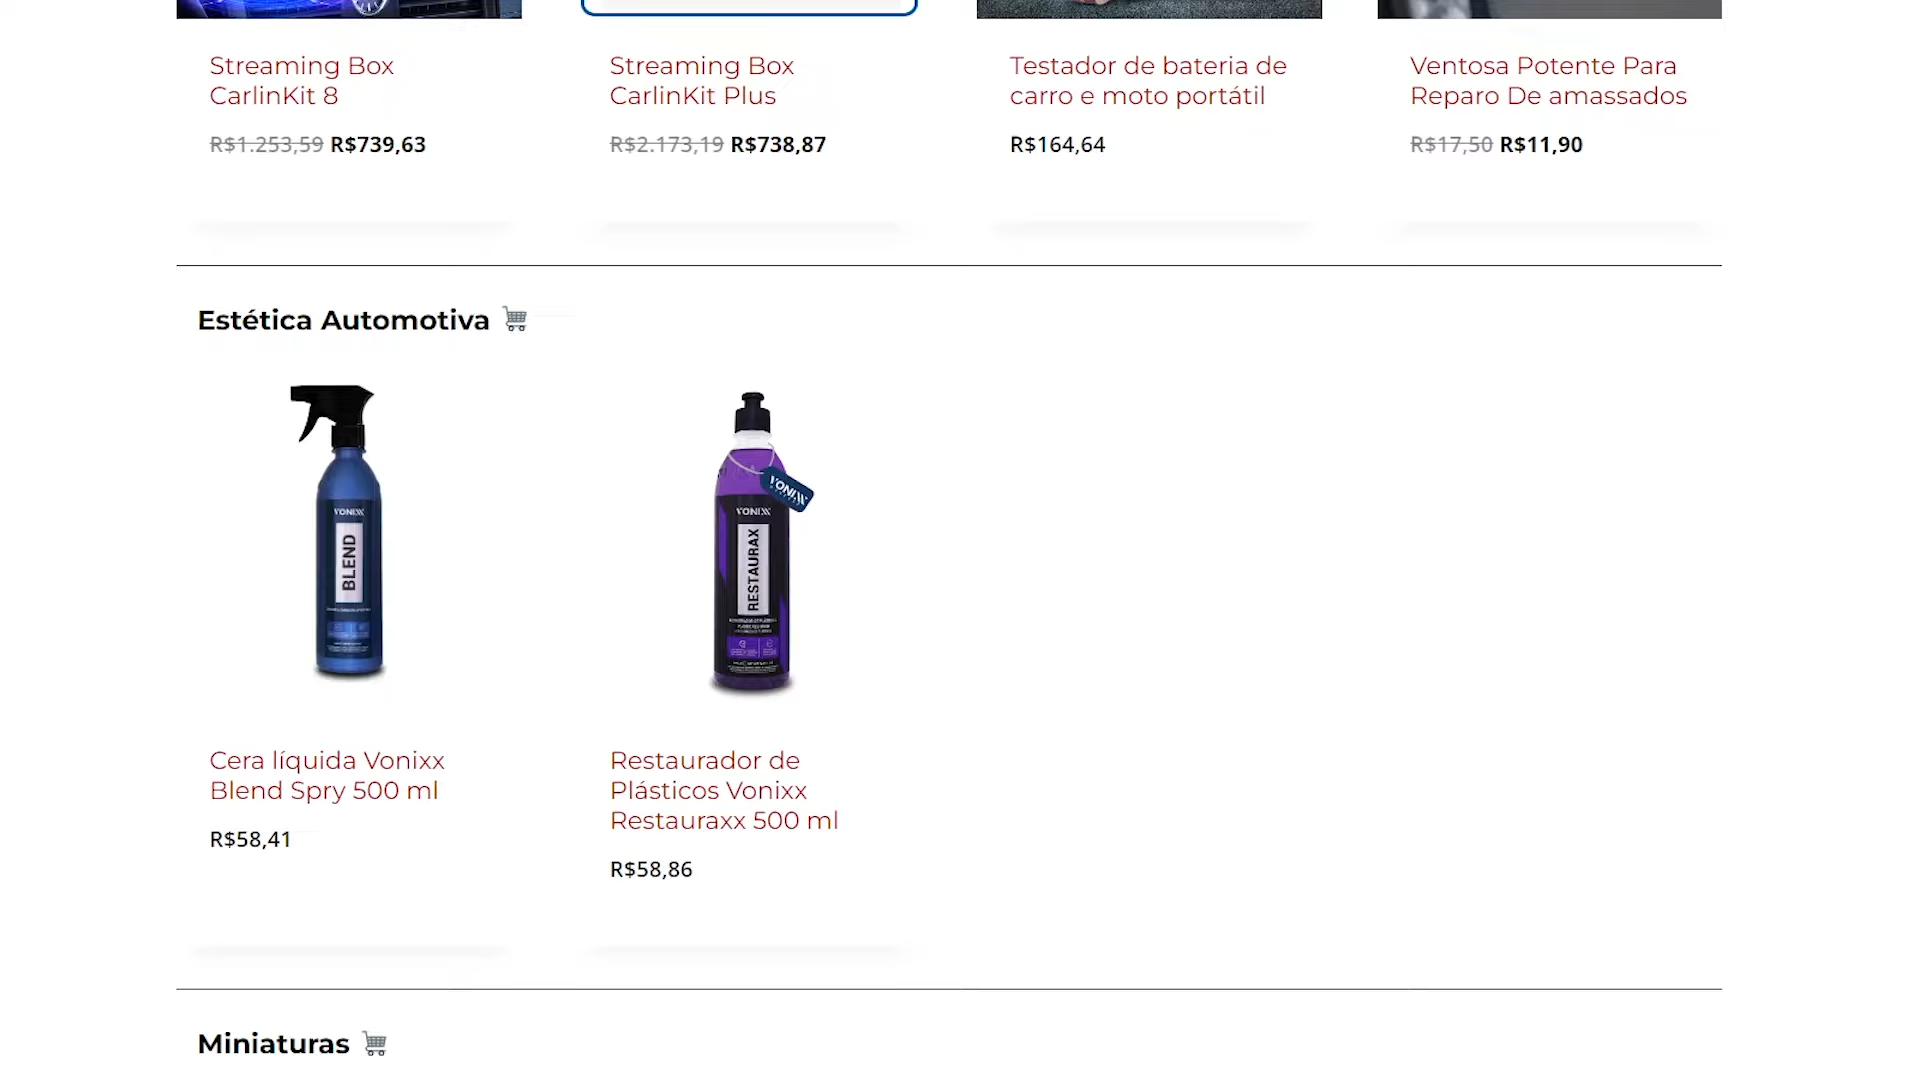 Streaming Box
CarlinKit 8
R$1.253,59 R$739,63
Streaming Box
CarlinKit Plus
R$2.173,19 R$738,87
Testador de bateria de
carro e moto portátil
R$164,64
Ventosa Potente Para
Reparo De amassados
R$17,50 R$11,90
Estética Automotiva
VONIXX
BLEND
VONIXX
VONIXX
RESTAURAX
Cera líquida Vonixx
Blend Spry 500 ml
R$58,41
Restaurador de
Plásticos Vonixx
Restauraxx 500 ml
R$58,86
Miniaturas